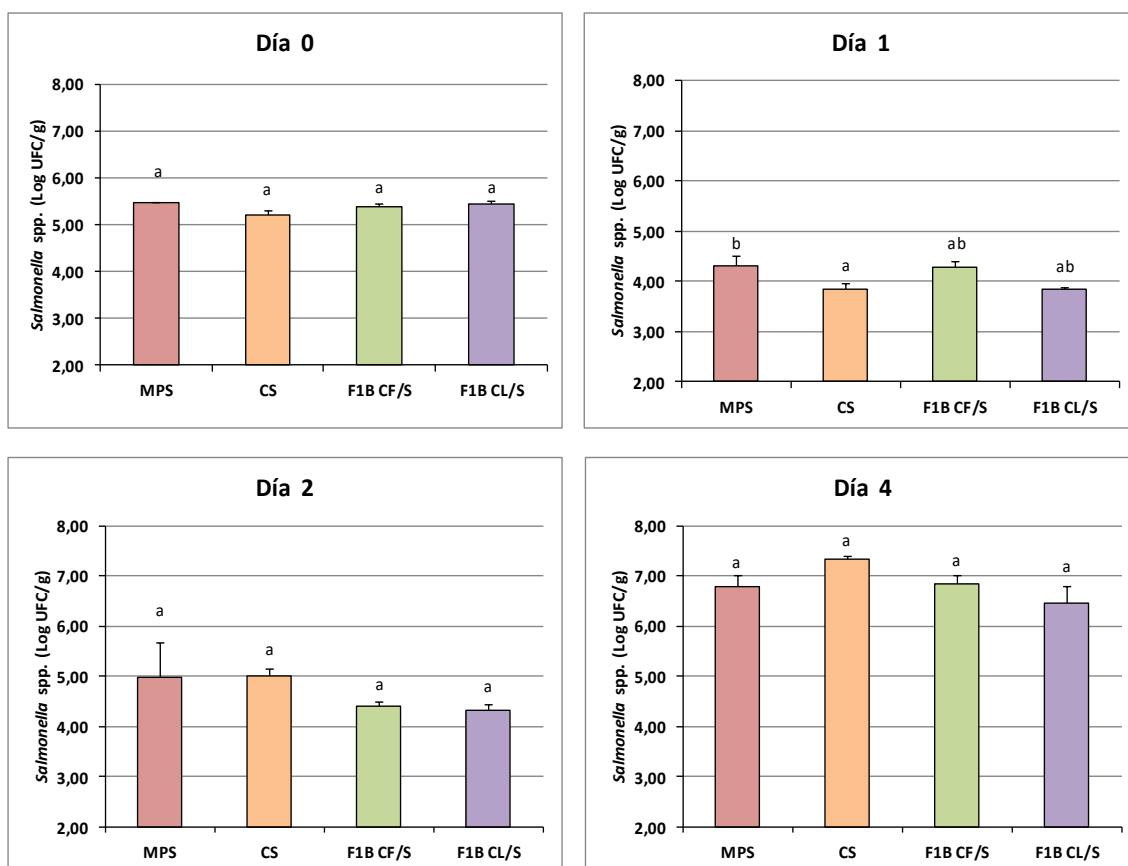 Día 0
Salmonella spp. (Log UFC/g)
8,00
7,00
6,00
5,00
4,00
3,00
2,00
a
a
a
a
MPS
CS
F1B CF/S
F1B CL/S
Día 1
Salmonella spp. (Log UFC/g)
8,00
7,00
6,00
5,00
4,00
3,00
2,00
b
a
ab
ab
MPS
CS
F1B CF/S
F1B CL/S
Día 2
Salmonella spp. (Log UFC/g)
8,00
7,00
6,00
5,00
4,00
3,00
2,00
a
a
a
a
MPS
CS
F1B CF/S
F1B CL/S
Día 4
Salmonella spp. (Log UFC/g)
8,00
7,00
6,00
5,00
4,00
3,00
2,00
a
a
a
a
MPS
CS
F1B CF/S
F1B CL/S